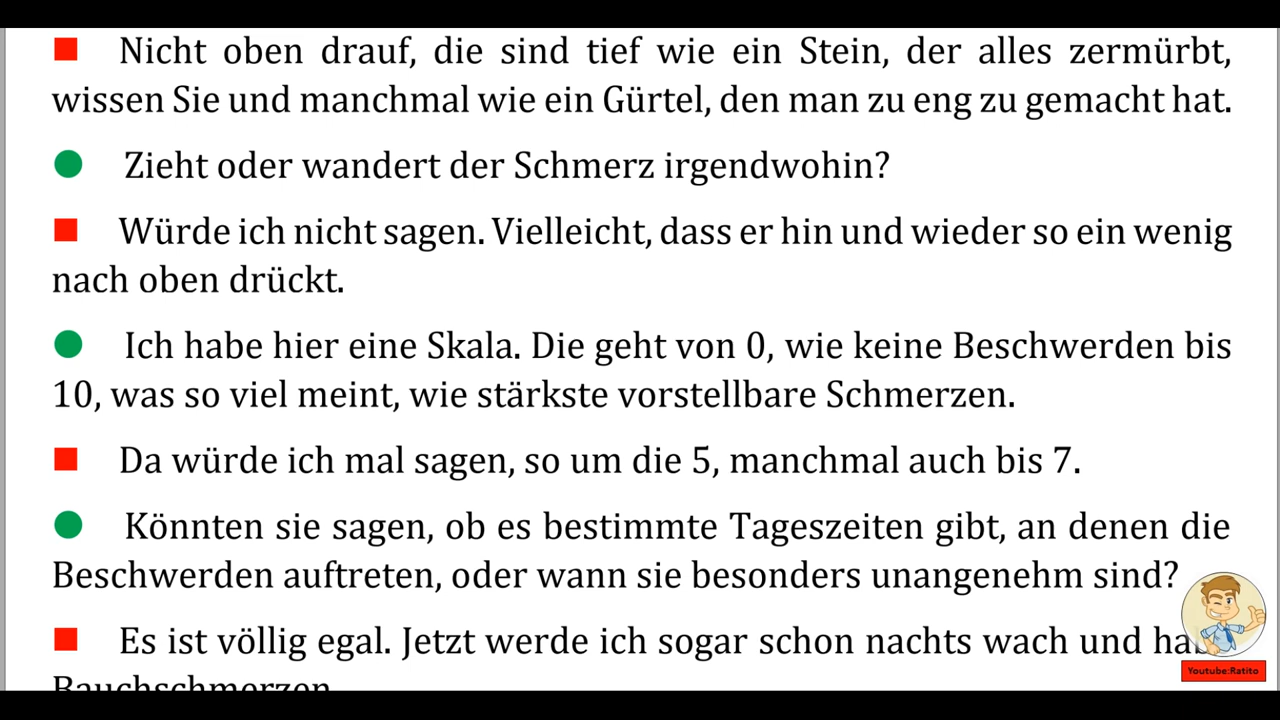 Nicht oben drauf, die sind tief wie ein Stein, der alles zermürbt,
wissen Sie und manchmal wie ein Gürtel, den man zu eng zu gemacht hat.
Zieht oder wandert der Schmerz irgendwohin?
Würde ich nicht sagen. Vielleicht, dass er hin und wieder so ein wenig
nach oben drückt.
Ich habe hier eine Skala. Die geht von 0, wie keine Beschwerden bis
10, was so viel meint, wie stärkste vorstellbare Schmerzen.
Da würde ich mal sagen, so um die 5, manchmal auch bis 7.
Könnten sie sagen, ob es bestimmte Tageszeiten gibt, an denen die
Beschwerden auftreten, oder wann sie besonders unangenehm sind?
Es ist völlig egal. Jetzt werde ich sogar schon nachts wach und
Bauchschmerzen
Youtube:Ratito